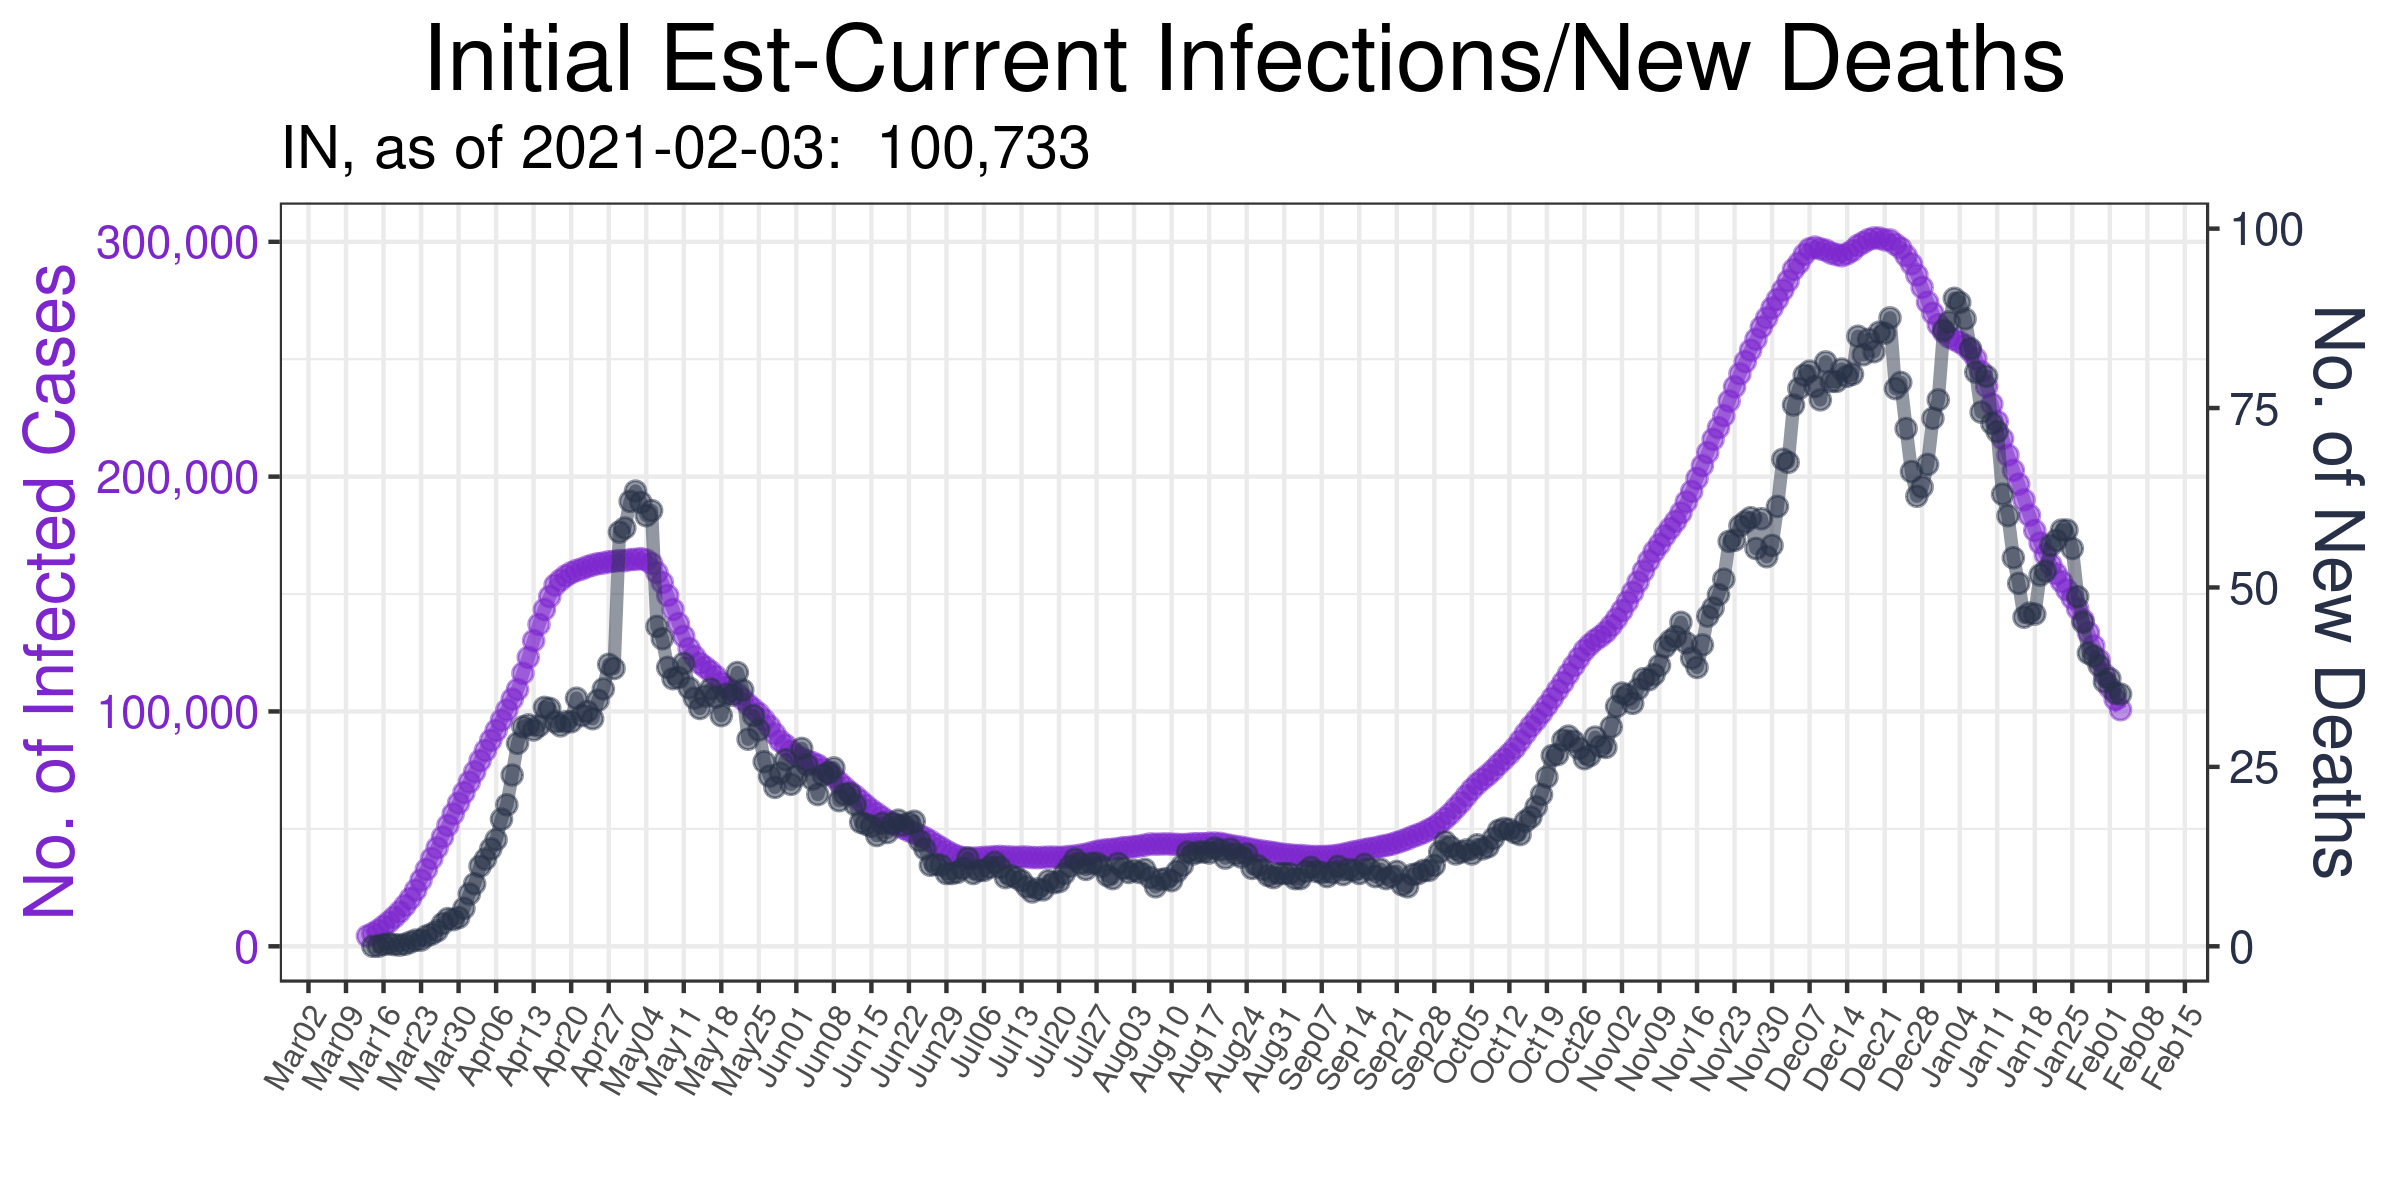 Initial Est-Current Infections/New Deaths
IN, as of 2021-02-03:  100,733
No. of Infected Cases
300,000
200,000
100,000
0
100
75
50
25
0
No. of New Deaths
Mar02
Mar09
Mar16
Mar23
Mar30
Apr06
Apr13
Apr20
Apr27
May04
May11
May18
May25
Jun01
Jun08
Jun15
Jun22
Jun29
Jul06
Jul13
Jul20
Jul27
Aug03
Aug10
Aug17
Aug24
Aug31
Sep07
Sep14
Sep21
Sep28
Oct05
Oct12
Oct19
Oct26
Nov02
Nov09
Nov16
Nov23
Nov30
Dec07
Dec14
Dec21
Dec28
Jan04
Jan11
Jan18
Jan25
Feb01
Feb08
Feb15